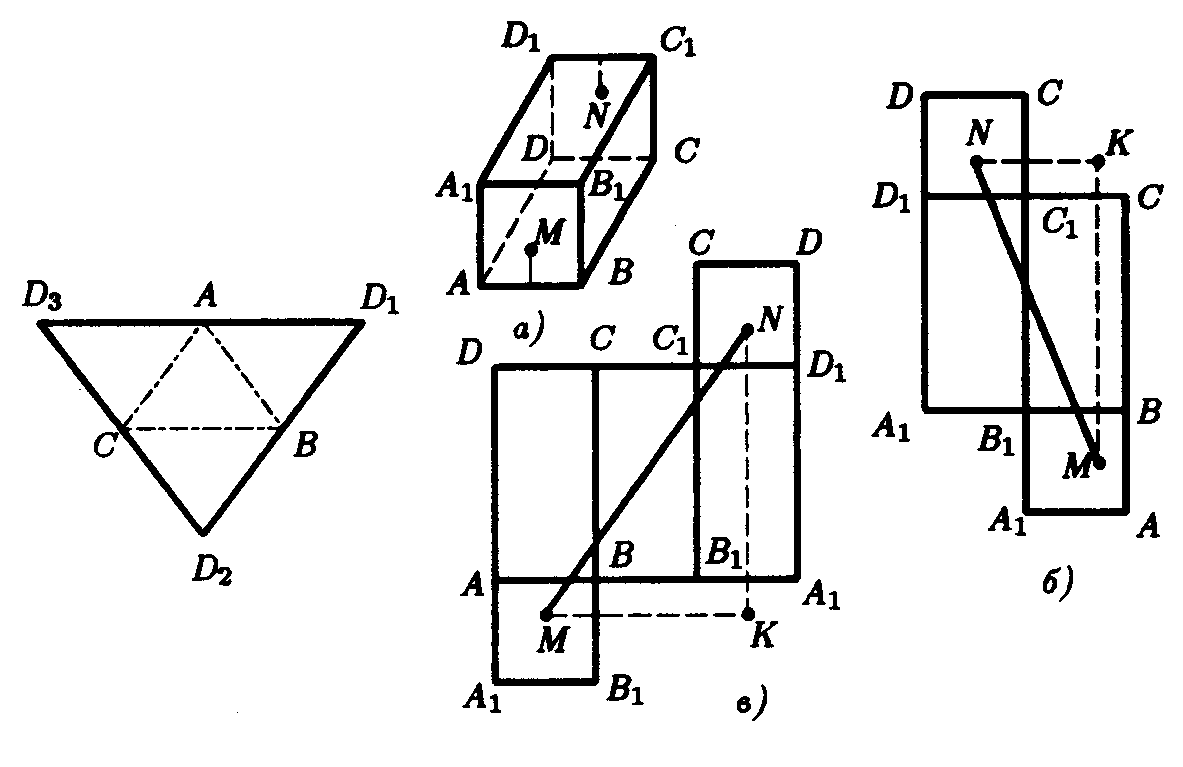 D₃ A D₁
C B
D₂
D₁ C₁
N
D C
A₁ B₁
M
A B
а)
C D
N
D C C₁ D₁
B B₁
A A₁
M K
A₁ B₁
в)
D C
N K
D₁ C₁ C
A₁ B₁ B
M
A₁ A
б)